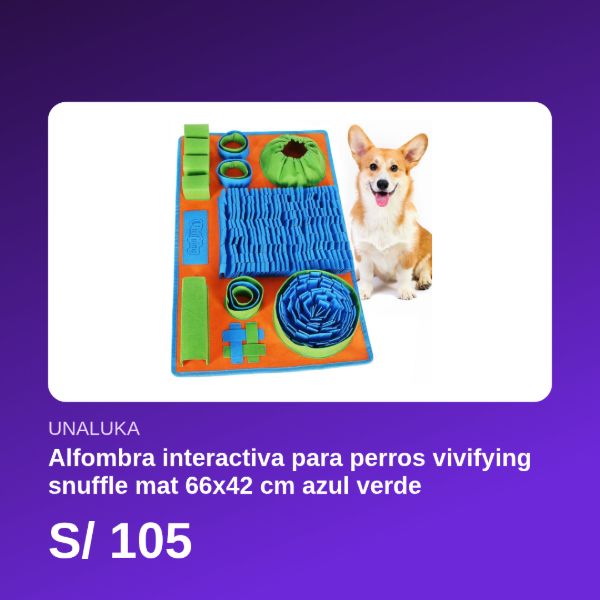 UNALUKA
Alfombra interactiva para perros vivifying
snuffle mat 66x42 cm azul verde
S/ 105